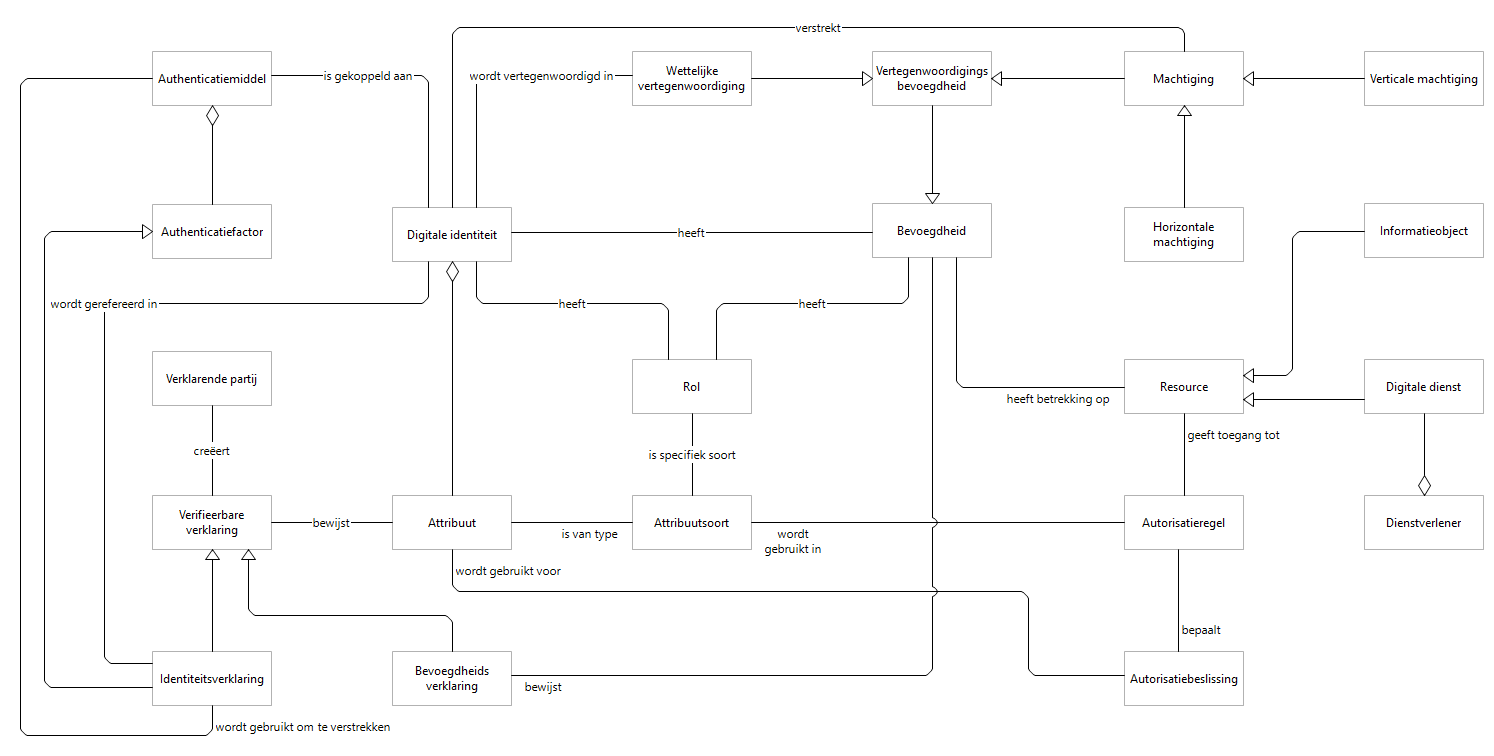 verstrekt
Authenticatiemiddel
is gekoppeld aan
wordt vertegenwoordigd in
Wettelijke
vertegenwoordiging
Vertegenwoordigings
bevoegdheid
Machtiging
Verticale machtiging
Authenticatiefactor
Digitale identiteit
heeft
Bevoegdheid
Horizontale
machtiging
Informatieobject
wordt gerefereerd in
heeft
heeft
Verklarende partij
Rol
heeft betrekking op
Resource
Digitale dienst
creëert
is specifiek soort
geeft toegang tot
Verifieerbare
verklaring
bewijst
Attribuut
is van type
Attribuutsoort
wordt
gebruikt in
Autorisatieregel
Dienstverlener
wordt gebruikt voor
bepaalt
Identiteitsverklaring
Bevoegdheids
verklaring
bewijst
Autorisatiebeslissing
wordt gebruikt om te verstrekken